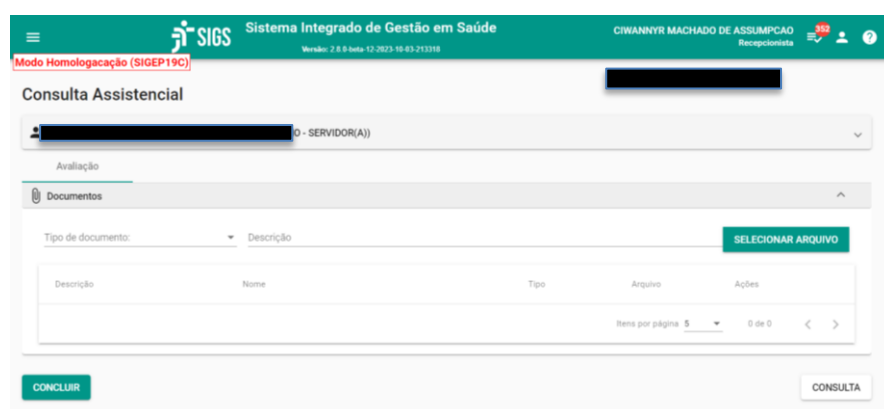 SIGS
Sistema Integrado de Gestão em Saúde
Versão: 2.8.0-beta-12-2023-10-03-213318
CIWANNYR MACHADO DE ASSUMPCAO
Recepcionista
352
Modo Homologacação (SIGEP19C)
Consulta Assistencial
O - SERVIDOR(A))
Avaliação
Documentos
Tipo de documento:
Descrição
SELECIONAR ARQUIVO
Descrição Nome Tipo Arquivo Ações
Itens por página 5 0 de 0
CONCLUIR
CONSULTA